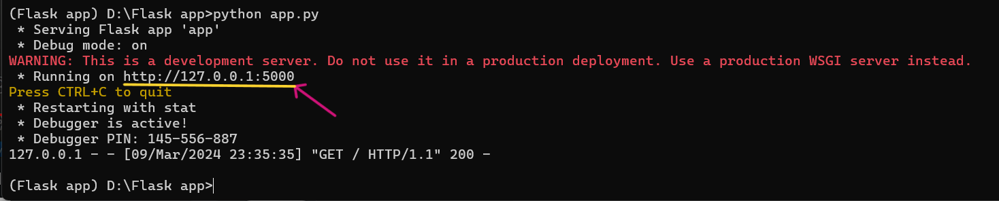 (Flask app) D:\Flask app>python app.py
 * Serving Flask app 'app'
 * Debug mode: on
WARNING: This is a development server. Do not use it in a production deployment. Use a production WSGI server instead.
 * Running on http://127.0.0.1:5000
Press CTRL+C to quit
 * Restarting with stat
 * Debugger is active!
 * Debugger PIN: 145-556-887
127.0.0.1 - - [09/Mar/2024 23:35:35] "GET / HTTP/1.1" 200 -
(Flask app) D:\Flask app>